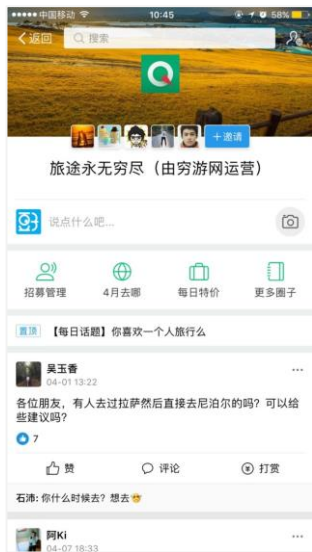 中国移动 10:45 58%
返回 搜索
+邀请
旅途永无穷尽（由穷游网运营）
说点什么吧...
招募管理 4月去哪 每日特价 更多圈子
置顶 【每日话题】你喜欢一个人旅行么
吴玉香
04-01 13:22
各位朋友，有人去过拉萨然后直接去尼泊尔的吗？可以给
些建议吗？
7
赞 评论 打赏
石沛: 你什么时候去？想去
阿Ki
04-07 18:33